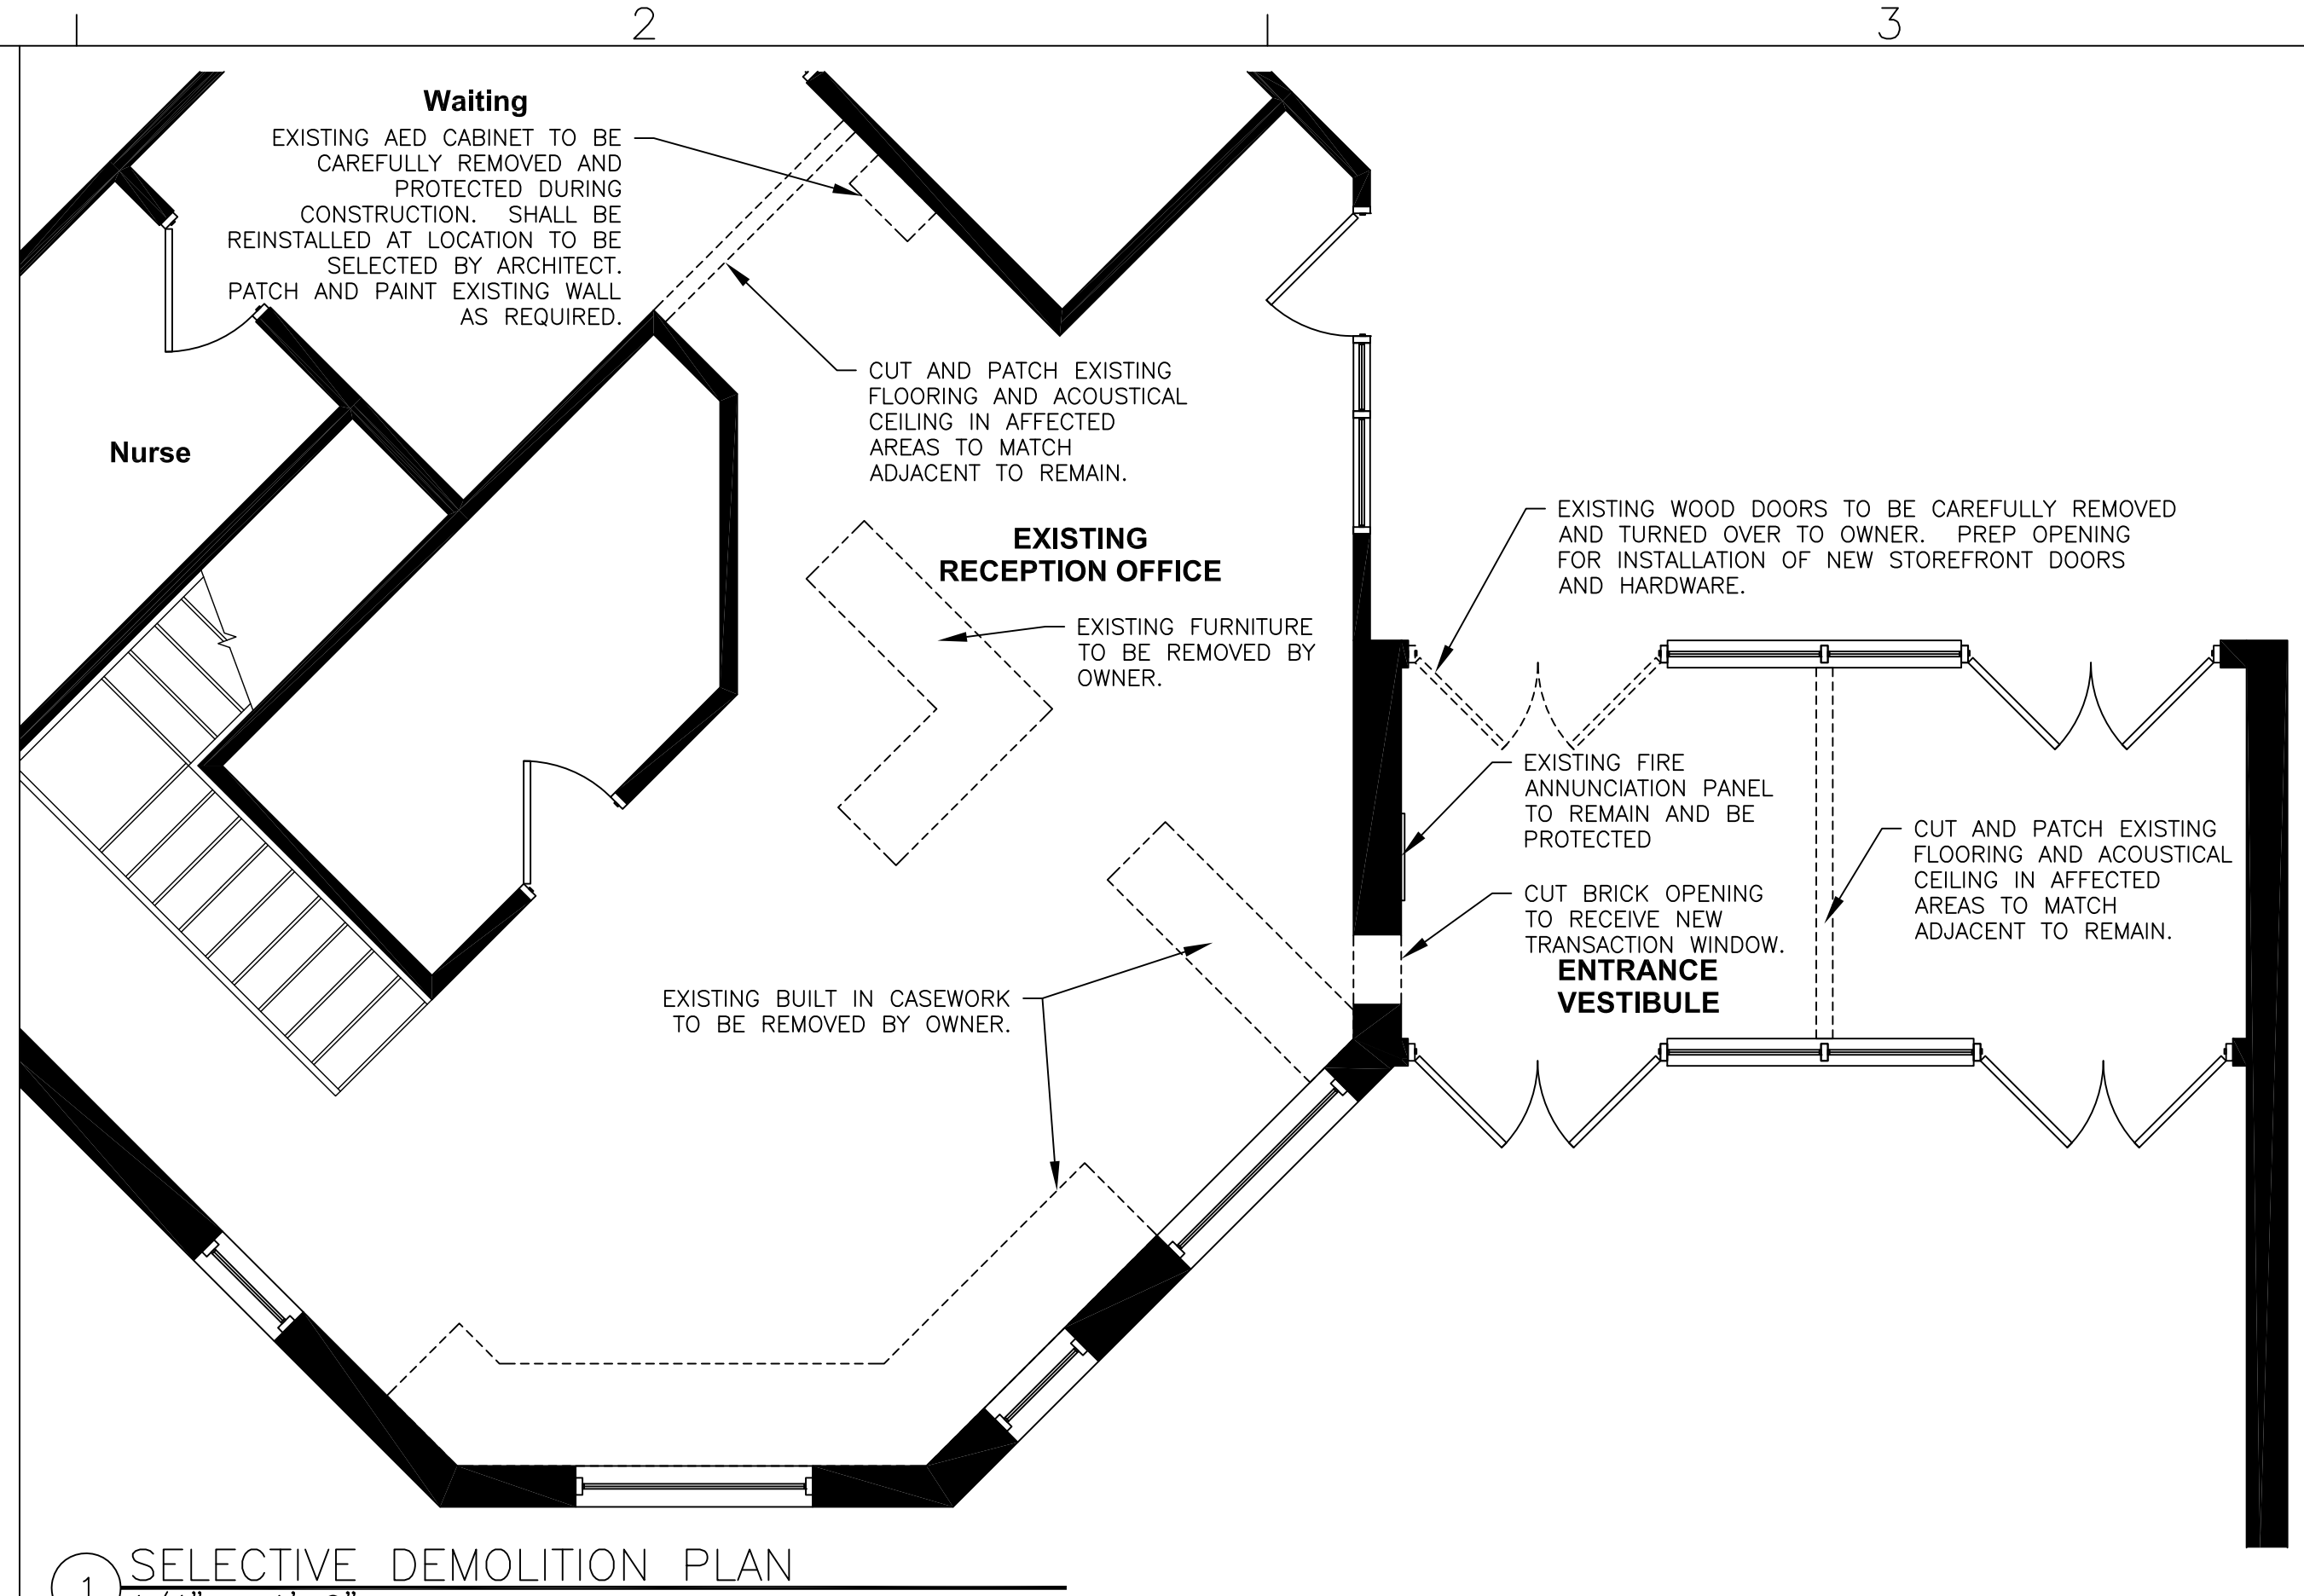 2
3
Waiting
EXISTING AED CABINET TO BE
CAREFULLY REMOVED AND
PROTECTED DURING
CONSTRUCTION. SHALL BE
REINSTALLED AT LOCATION TO BE
SELECTED BY ARCHITECT.
PATCH AND PAINT EXISTING WALL
AS REQUIRED.
CUT AND PATCH EXISTING
FLOORING AND ACOUSTICAL
CEILING IN AFFECTED
AREAS TO MATCH
ADJACENT TO REMAIN.
Nurse
EXISTING
RECEPTION OFFICE
EXISTING WOOD DOORS TO BE CAREFULLY REMOVED
AND TURNED OVER TO OWNER. PREP OPENING
FOR INSTALLATION OF NEW STOREFRONT DOORS
AND HARDWARE.
EXISTING FURNITURE
TO BE REMOVED BY
OWNER.
EXISTING FIRE
ANNUNCIATION PANEL
TO REMAIN AND BE
PROTECTED
CUT AND PATCH EXISTING
FLOORING AND ACOUSTICAL
CEILING IN AFFECTED
AREAS TO MATCH
ADJACENT TO REMAIN.
CUT BRICK OPENING
TO RECEIVE NEW
TRANSACTION WINDOW.
ENTRANCE
VESTIBULE
EXISTING BUILT IN CASEWORK
TO BE REMOVED BY OWNER.
1
SELECTIVE DEMOLITION PLAN